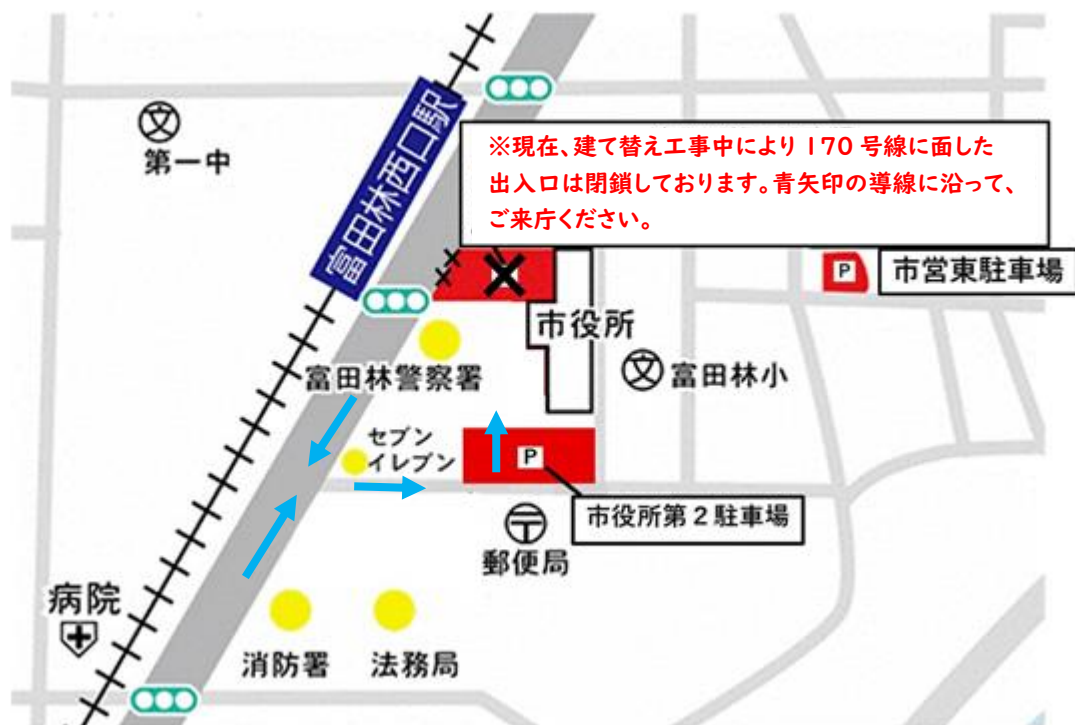 第一中
富田林西口駅
※現在、建て替え工事中により170号線に面した
出入口は閉鎖しております。青矢印の導線に沿って、
ご来庁ください。
P
市営東駐車場
市役所
富田林警察署
文
富田林小
セブン
イレブン
P
市役所第2駐車場
郵便局
病院
消防署
法務局
文